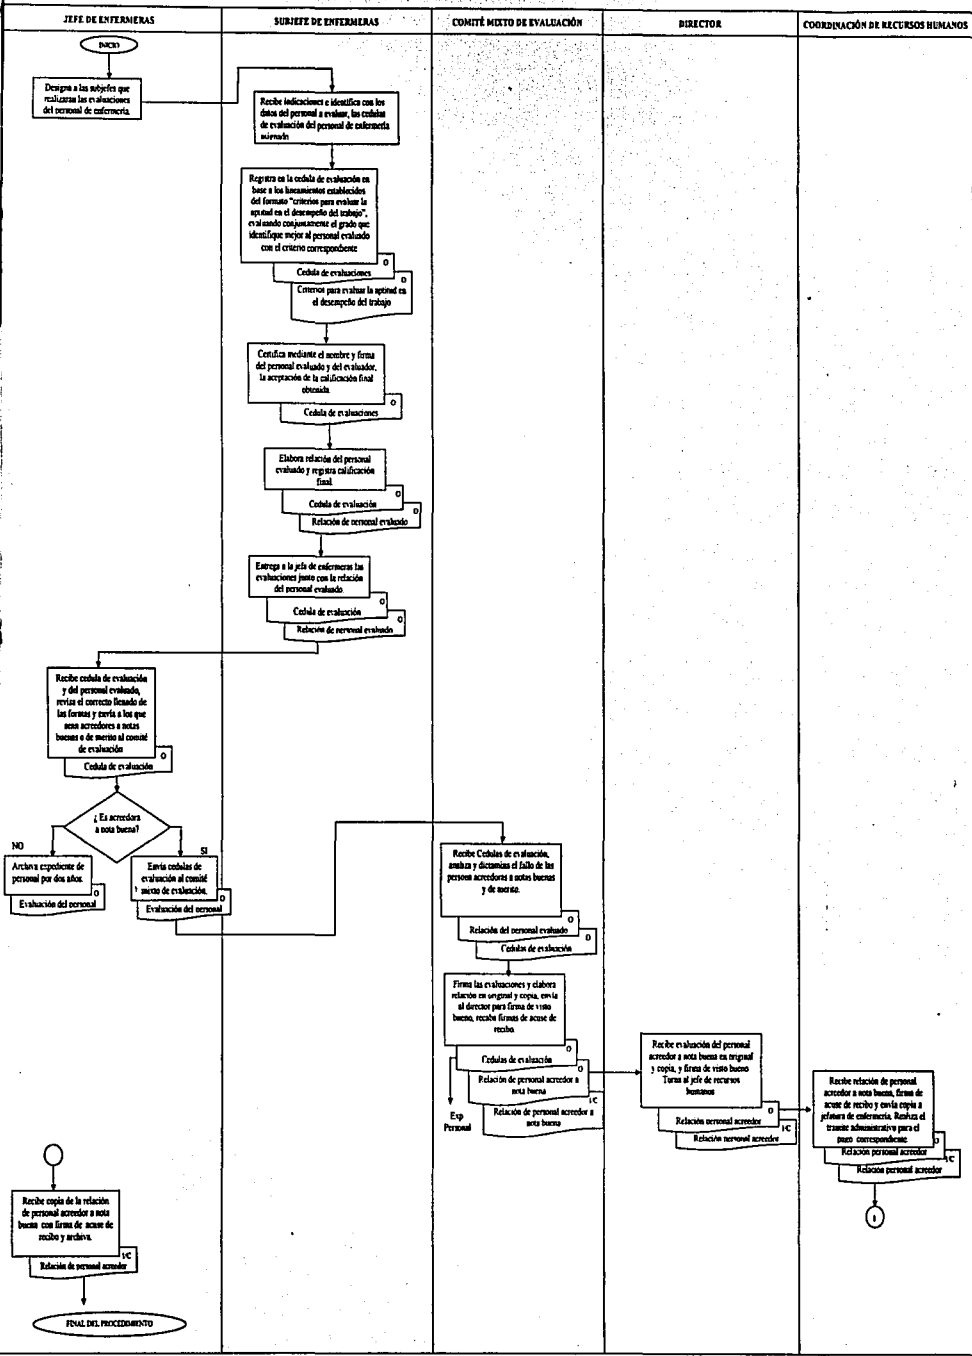 JEFE DE ENFERMERAS
SUBJEFE DE ENFERMERAS
COMITÉ MIXTO DE EVALUACIÓN
DIRECTOR
COORDINACIÓN DE RECURSOS HUMANOS
INICIO
Designa a las subjefes que
realizaran las evaluaciones
del personal de enfermería.
Recibe indicaciones e identifica con los
datos del personal a evaluar, las cedulas
de evaluación del personal de enfermería
asignado
Registra en la cedula de evaluación en
base a los lineamientos establecidos
del formato "criterios para evaluar la
aptitud en el desempeño del trabajo",
evaluando conjuntamente el grado que
identifique mejor al personal evaluado
con el criterio correspondiente
O
Cedula de evaluaciones
O
Criterios para evaluar la aptitud en
el desempeño del trabajo
Certifica mediante el nombre y firma
del personal evaluado y del evaluador,
la aceptación de la calificación final
obtenida.
O
Cedula de evaluaciones
Elabora relación del personal
evaluado y registra calificación
final.
O
Cedula de evaluación
O
Relación de personal evaluado
Entrega a la jefa de enfermeras las
evaluaciones junto con la relación
del personal evaluado.
O
Cedula de evaluación
O
Relación de personal evaluado
Recibe cedula de evaluación
y del personal evaluado,
revisa el correcto llenado de
las formas y envía a los que
sean acreedores a notas
buenas o de merito al comité
de evaluación
O
Cedula de evaluación
¿ Es acreedora
a nota buena?
NO
SI
Archiva expediente de
personal por dos años.
O
Evaluación del personal
Envía cedulas de
evaluación al comité
mixto de evaluación.
O
Evaluación del personal
Recibe Cedulas de evaluación,
analiza y dictamina el fallo de las
persona acreedoras a notas buenas
y de merito.
O
Relación del personal evaluado
O
Cedulas de evaluación
Firma las evaluaciones y elabora
relación en original y copia, envía
al director para firma de visto
bueno, recaba firmas de acuse de
recibo.
O
Cedulas de evaluación
O
Relación de personal acreedor a
nota buena
1/C
Relación de personal acreedor a
nota buena
Exp
Personal
Recibe evaluación del personal
acreedor a nota buena en original
y copia, y firma de visto bueno
Turna al jefe de recursos
humanos
O
Relación personal acreedor
1/C
Relación personal acreedor
Recibe relación de personal
acreedor a nota buena, firma de
acuse de recibo y envía copia a
jefatura de enfermería. Realiza el
tramite administrativo para el
pago correspondiente
O
Relación personal acreedor
1/C
Relación personal acreedor
1
Recibe copia de la relación
de personal acreedor a nota
buena con firma de acuse de
recibo y archiva.
1/C
Relación de personal acreedor
FINAL DEL PROCEDIMIENTO